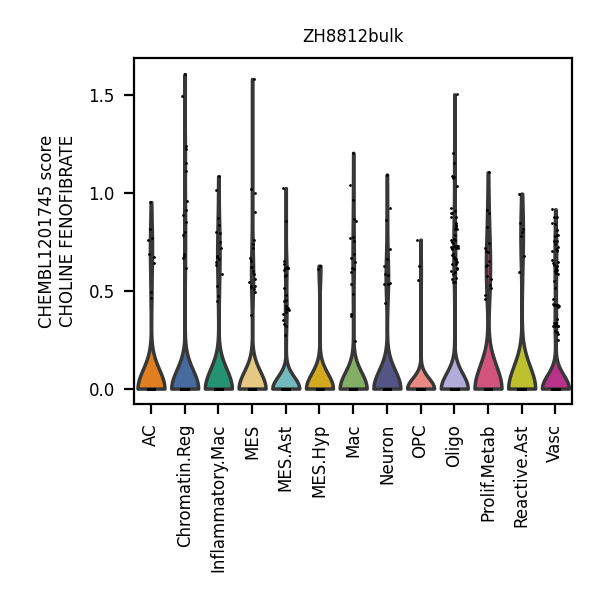 ZH8812bulk
CHEMBL1201745 score
CHOLINE FENOFIBRATE
1.5
1.0
0.5
0.0
AC
Chromatin.Reg
Inflammatory.Mac
MES
MES.Ast
MES.Hyp
Mac
Neuron
OPC
Oligo
Prolif.Metab
Reactive.Ast
Vasc